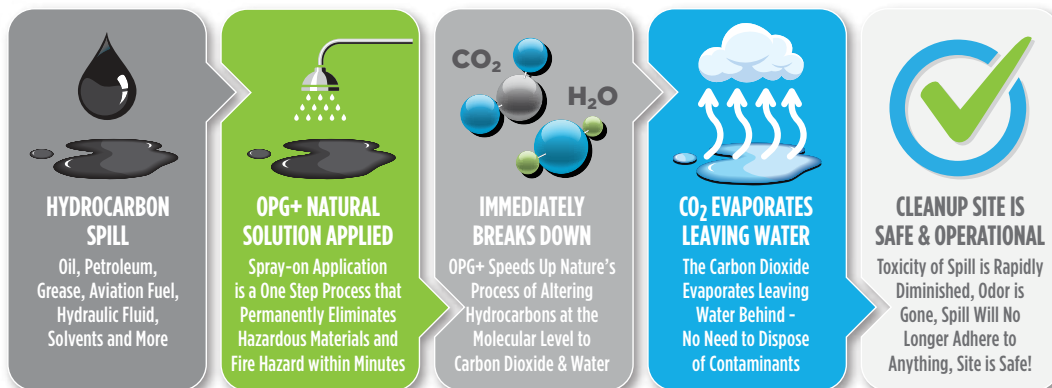 HYDROCARBON
SPILL
Oil, Petroleum,
Grease, Aviation Fuel,
Hydraulic Fluid,
Solvents and More
OPG+ NATURAL
SOLUTION APPLIED
Spray-on Application
is a One Step Process that
Permanently Eliminates
Hazardous Materials and
Fire Hazard within Minutes
CO₂
H₂O
IMMEDIATELY
BREAKS DOWN
OPG+ Speeds Up Nature's
Process of Altering
Hydrocarbons at the
Molecular Level to
Carbon Dioxide & Water
CO₂ EVAPORATES
LEAVING WATER
The Carbon Dioxide
Evaporates Leaving
Water Behind -
No Need to Dispose
of Contaminants
CLEANUP SITE IS
SAFE & OPERATIONAL
Toxicity of Spill is Rapidly
Diminished, Odor is
Gone, Spill Will No
Longer Adhere to
Anything, Site is Safe!